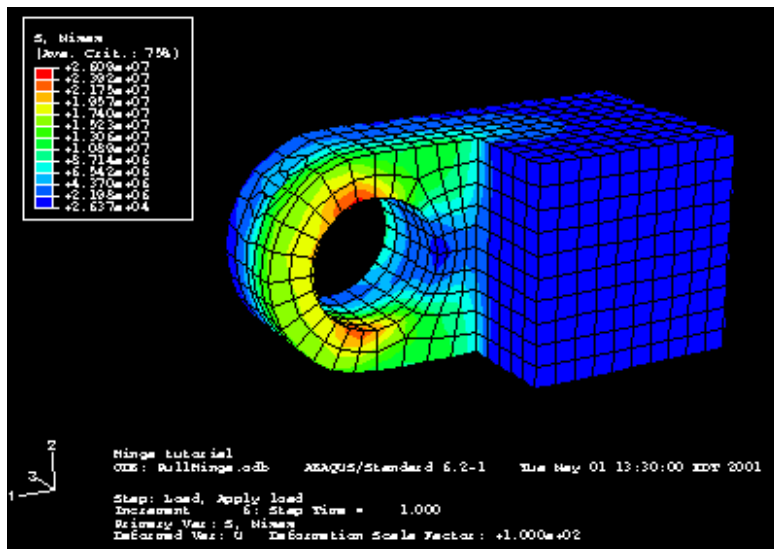 S, Mises
(Ave. Crit.: 75%)
+2.609e+07
+2.392e+07
+2.175e+07
+1.957e+07
+1.740e+07
+1.523e+07
+1.306e+07
+1.089e+07
+8.714e+06
+6.542e+06
+4.370e+06
+2.198e+06
+2.637e+04
2
3
1
Hinge tutorial
ODB: PullHinge.odb ABAQUS/Standard 6.2-1 Tue May 01 13:30:00 EDT 2001
Step: Load, Apply load
Increment 6: Step Time = 1.000
Primary Var: S, Mises
Deformed Var: U Deformation Scale Factor: +1.000e+02